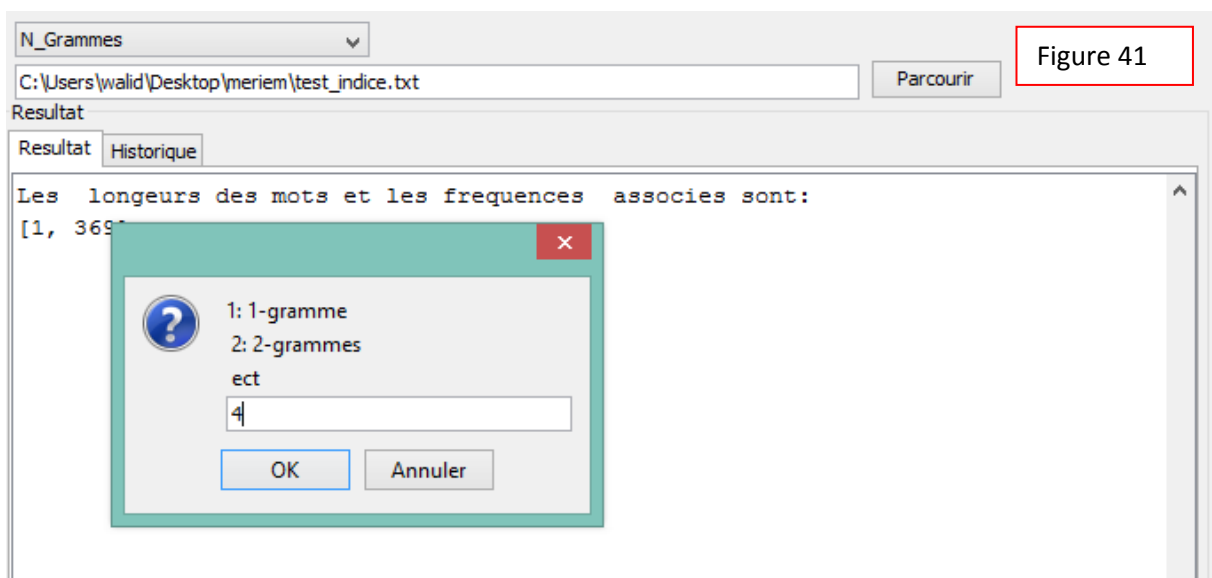 N_Grammes
Figure 41
C:\Users\walid\Desktop\meriem\test_indice.txt
Parcourir
Resultat
Resultat Historique
Les longeurs des mots et les frequences associes sont:
[1, 369
1: 1-gramme
2: 2-grammes
ect
4
OK Annuler